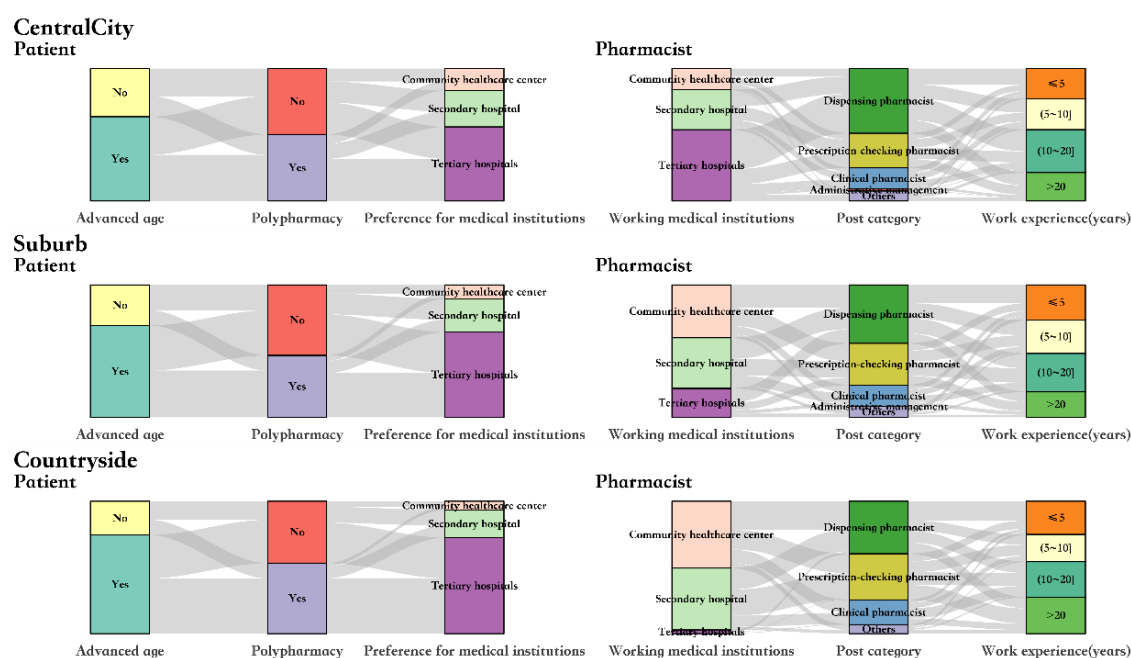 CentralCity
Patient
No
Yes
No
Yes
Community healthcare center
Secondary hospital
Tertiary hospitals
Advanced age
Polypharmacy
Preference for medical institutions
Pharmacist
Community healthcare center
Secondary hospital
Tertiary hospitals
Dispensing pharmacist
Prescription-checking pharmacist
Clinical pharmacist
Administrative management
Others
≤5
(5~10]
(10~20]
>20
Working medical institutions
Post category
Work experience(years)
Suburb
Patient
No
Yes
No
Yes
Community healthcare center
Secondary hospital
Tertiary hospitals
Advanced age
Polypharmacy
Preference for medical institutions
Pharmacist
Community healthcare center
Secondary hospital
Tertiary hospitals
Dispensing pharmacist
Prescription-checking pharmacist
Clinical pharmacist
Administrative management
Others
≤5
(5~10]
(10~20]
>20
Working medical institutions
Post category
Work experience(years)
Countryside
Patient
No
Yes
No
Yes
Community healthcare center
Secondary hospital
Tertiary hospitals
Advanced age
Polypharmacy
Preference for medical institutions
Pharmacist
Community healthcare center
Secondary hospital
Tertiary hospitals
Dispensing pharmacist
Prescription-checking pharmacist
Clinical pharmacist
Others
≤5
(5~10]
(10~20]
>20
Working medical institutions
Post category
Work experience(years)